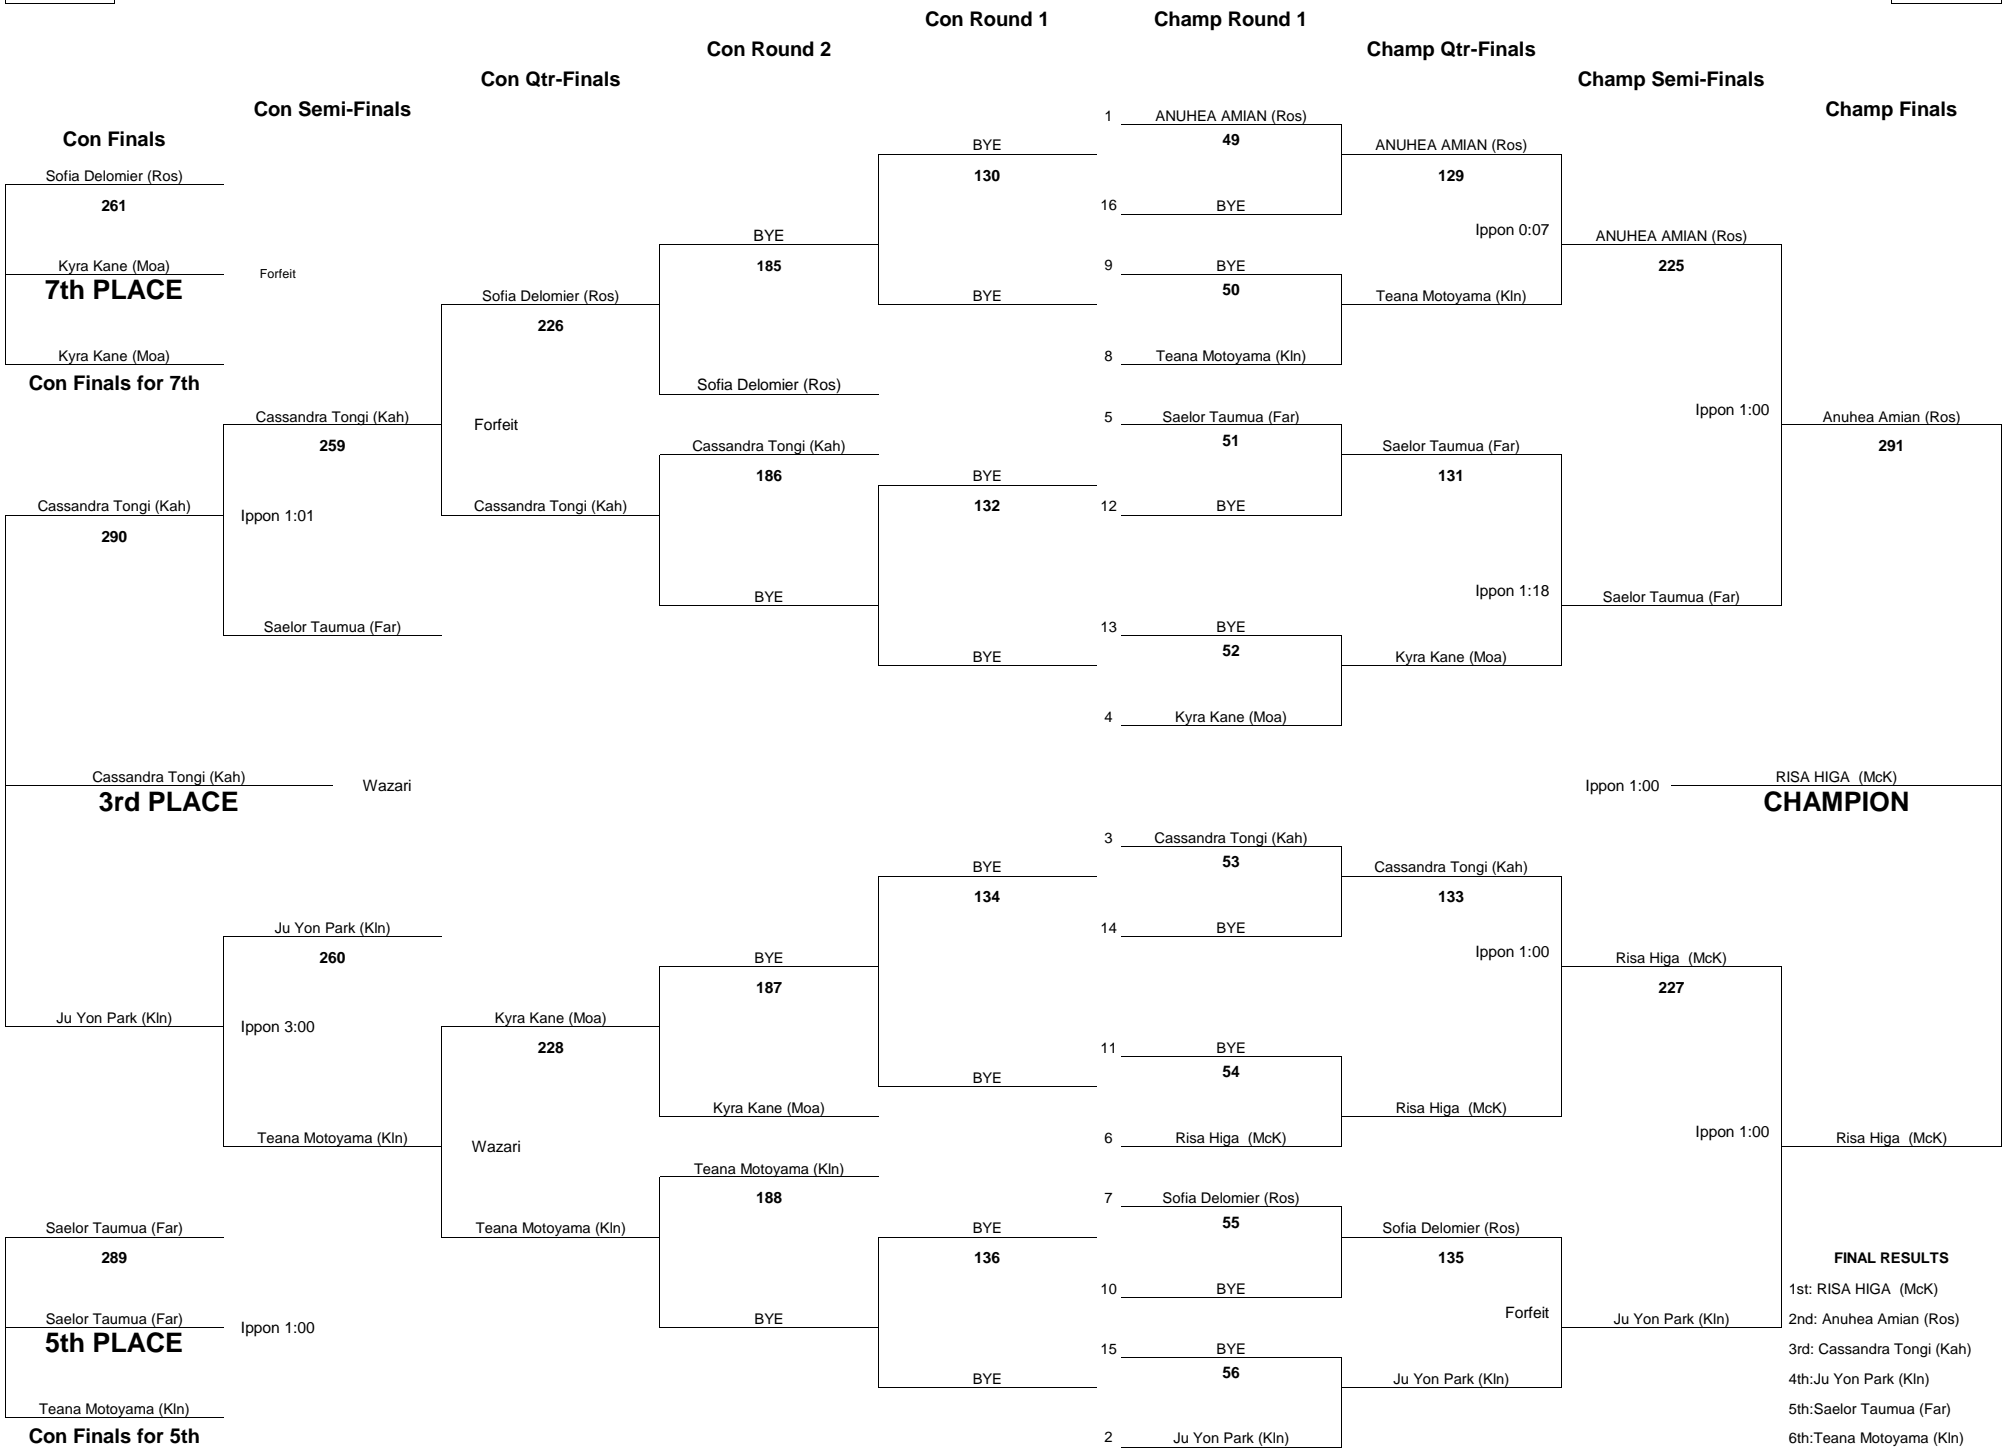 Con Round 1
Champ Round 1
Con Round 2
Champ Qtr-Finals
Con Qtr-Finals
Champ Semi-Finals
Con Semi-Finals
Champ Finals
Con Finals
Sofia Delomier (Ros)
261
Kyra Kane (Moa)
7th PLACE
Forfeit
Kyra Kane (Moa)
Con Finals for 7th
Cassandra Tongi (Kah)
290
Cassandra Tongi (Kah)
3rd PLACE
Wazari
Ju Yon Park (Kln)
Saelor Taumua (Far)
289
Saelor Taumua (Far)
5th PLACE
Ippon 1:00
Teana Motoyama (Kln)
Con Finals for 5th
Cassandra Tongi (Kah)
259
Ippon 1:01
Saelor Taumua (Far)
Ju Yon Park (Kln)
260
Ippon 3:00
Teana Motoyama (Kln)
Sofia Delomier (Ros)
226
Forfeit
Cassandra Tongi (Kah)
Kyra Kane (Moa)
228
Wazari
Teana Motoyama (Kln)
BYE
185
Sofia Delomier (Ros)
Cassandra Tongi (Kah)
186
BYE
BYE
187
Kyra Kane (Moa)
Teana Motoyama (Kln)
188
BYE
BYE
130
BYE
BYE
132
BYE
BYE
134
BYE
BYE
136
BYE
1 ANUHEA AMIAN (Ros)
49
16 BYE
9 BYE
50
8 Teana Motoyama (Kln)
5 Saelor Taumua (Far)
51
12 BYE
13 BYE
52
4 Kyra Kane (Moa)
3 Cassandra Tongi (Kah)
53
14 BYE
11 BYE
54
6 Risa Higa (McK)
7 Sofia Delomier (Ros)
55
10 BYE
15 BYE
56
2 Ju Yon Park (Kln)
ANUHEA AMIAN (Ros)
129
Ippon 0:07
Teana Motoyama (Kln)
Saelor Taumua (Far)
131
Ippon 1:18
Kyra Kane (Moa)
Cassandra Tongi (Kah)
133
Ippon 1:00
Risa Higa (McK)
Sofia Delomier (Ros)
135
Forfeit
Ju Yon Park (Kln)
ANUHEA AMIAN (Ros)
225
Ippon 1:00
Saelor Taumua (Far)
Risa Higa (McK)
227
Ippon 1:00
Ju Yon Park (Kln)
Anuhea Amian (Ros)
291
Ippon 1:00
RISA HIGA (McK)
CHAMPION
Risa Higa (McK)
FINAL RESULTS
1st: RISA HIGA (McK)
2nd: Anuhea Amian (Ros)
3rd: Cassandra Tongi (Kah)
4th:Ju Yon Park (Kln)
5th:Saelor Taumua (Far)
6th:Teana Motoyama (Kln)